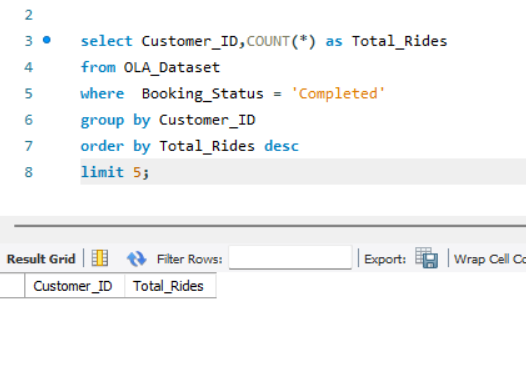 2
3 select Customer_ID,COUNT(*) as Total_Rides
4 from OLA_Dataset
5 where Booking_Status = 'Completed'
6 group by Customer_ID
7 order by Total_Rides desc
8 limit 5;
Result Grid Filter Rows: Export: Wrap Cell Co
Customer_ID Total_Rides